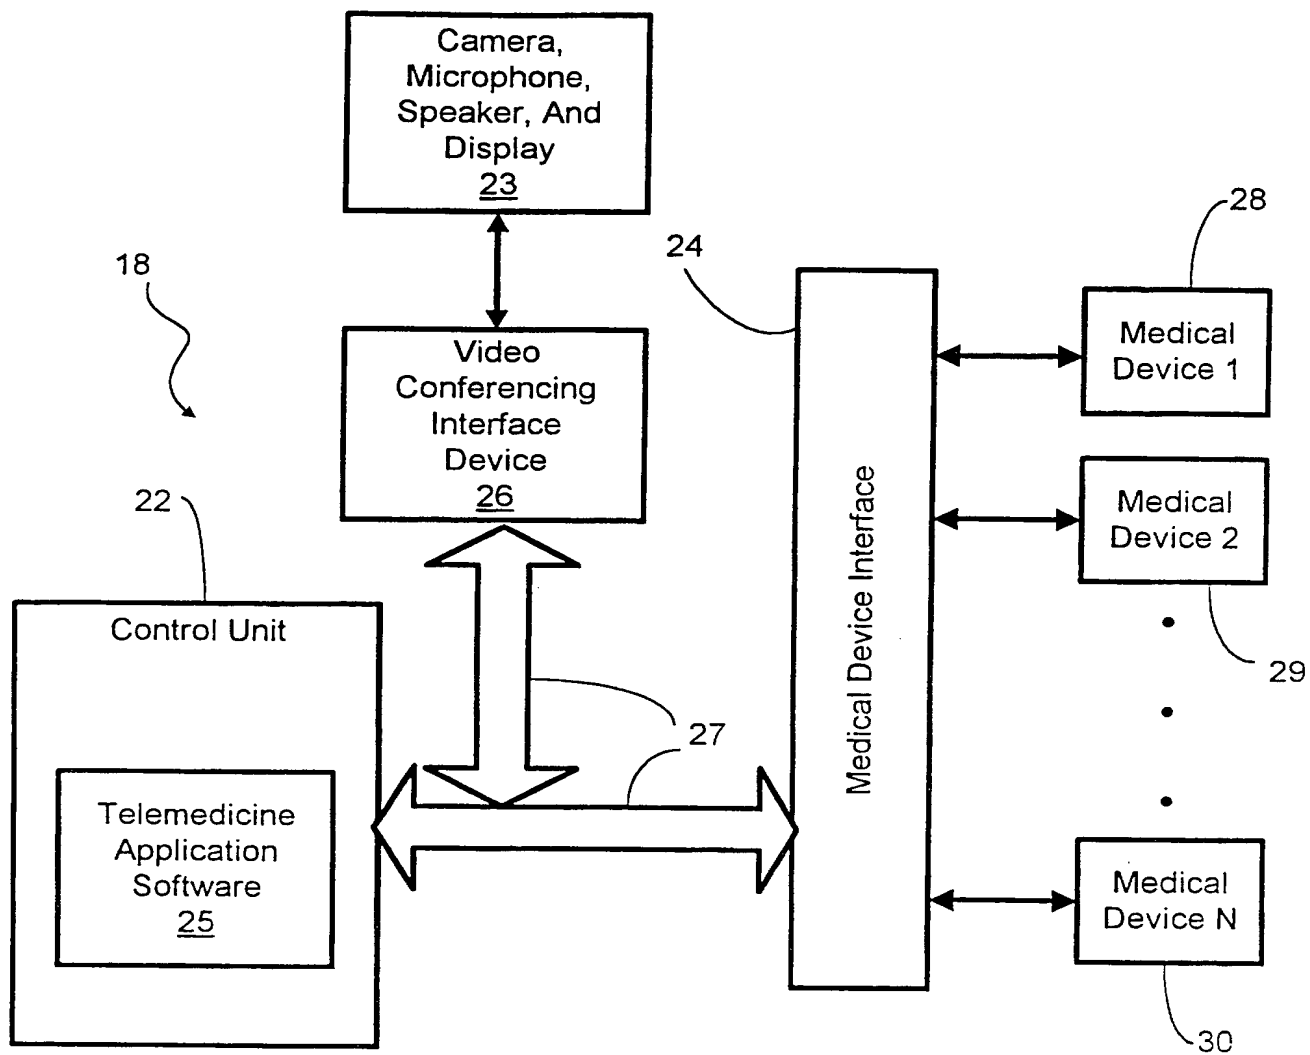 Camera,
Microphone,
Speaker, And
Display
23
18
24
28
Video
Conferencing
Interface
Device
26
Medical
Device 1
22
Medical
Device 2
29
Control Unit
Medical Device Interface
27
Telemedicine
Application
Software
25
Medical
Device N
30